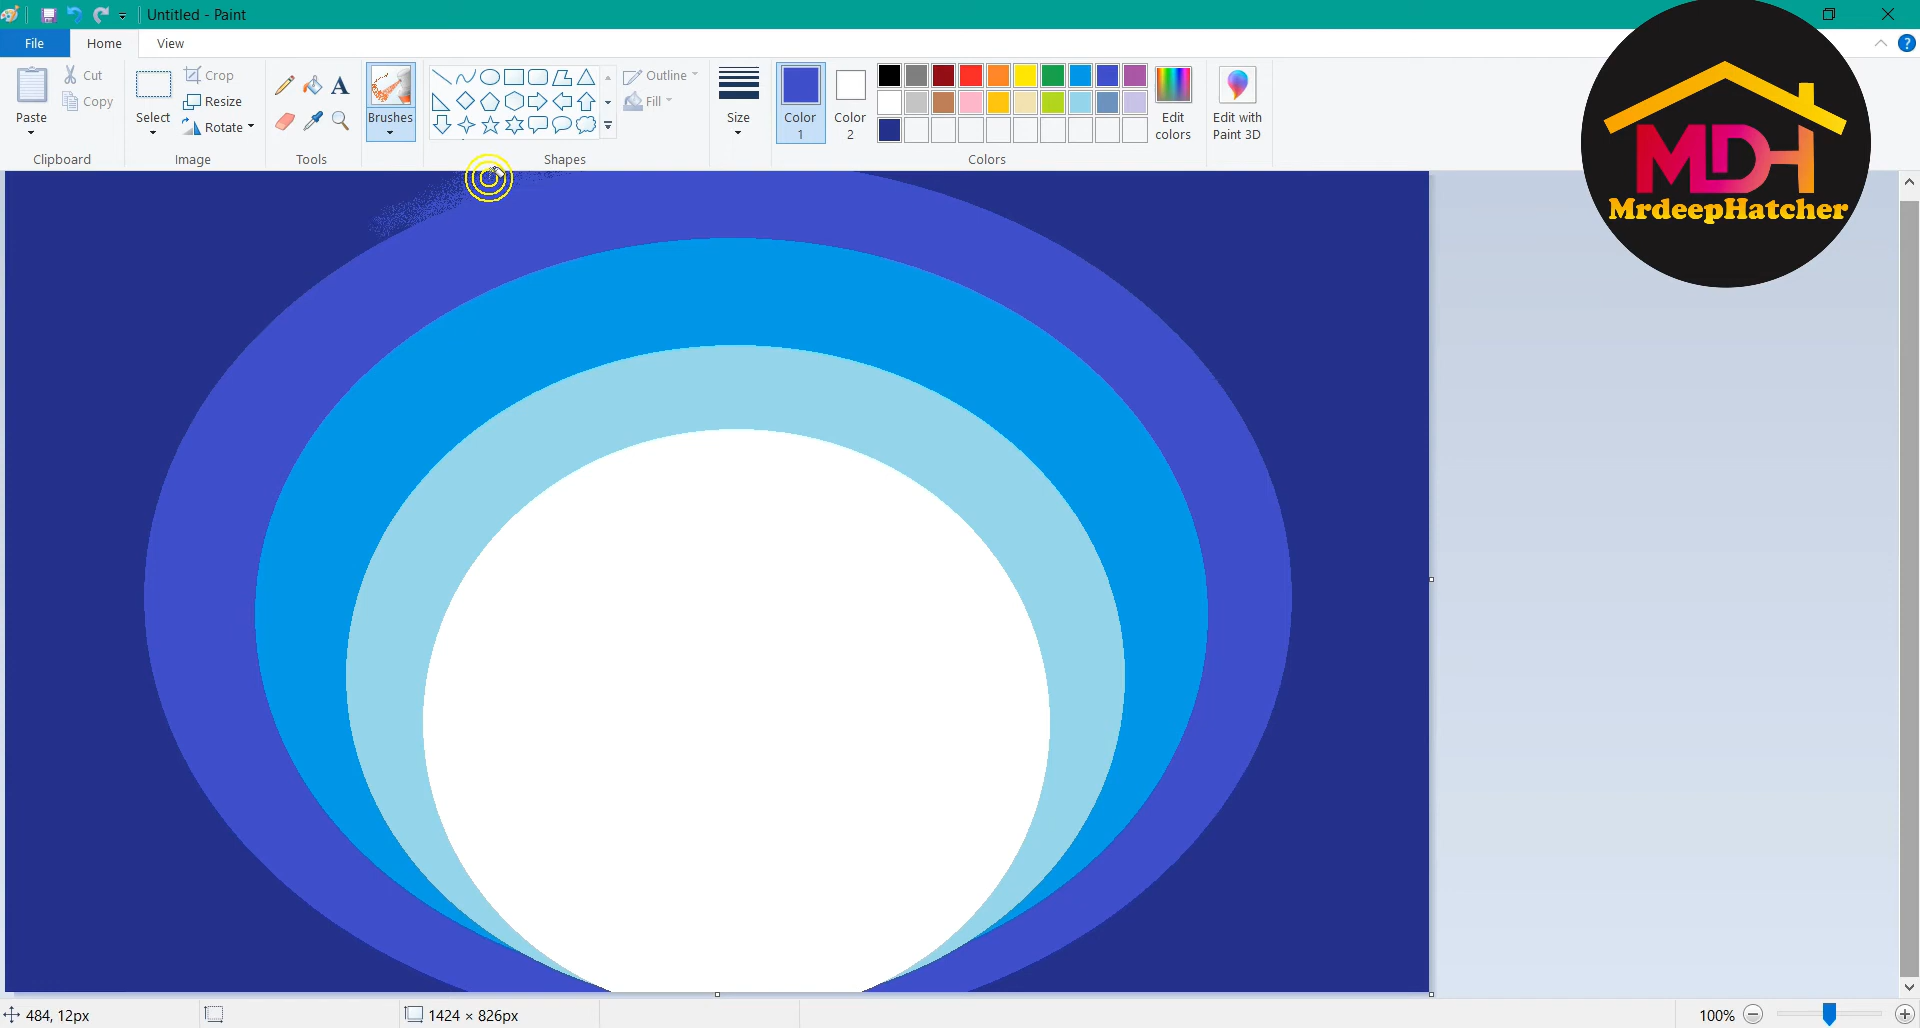 Untitled - Paint
File
Home
View
Paste
Cut
Copy
Clipboard
Select
Crop
Resize
Rotate
Image
A
Tools
Brushes
Shapes
Outline
Fill
Size
Color
1
Color
2
Colors
Edit
colors
Edit with
Paint 3D
?
MDH
MrdeepHatcher
484, 12px
1424 × 826px
100%